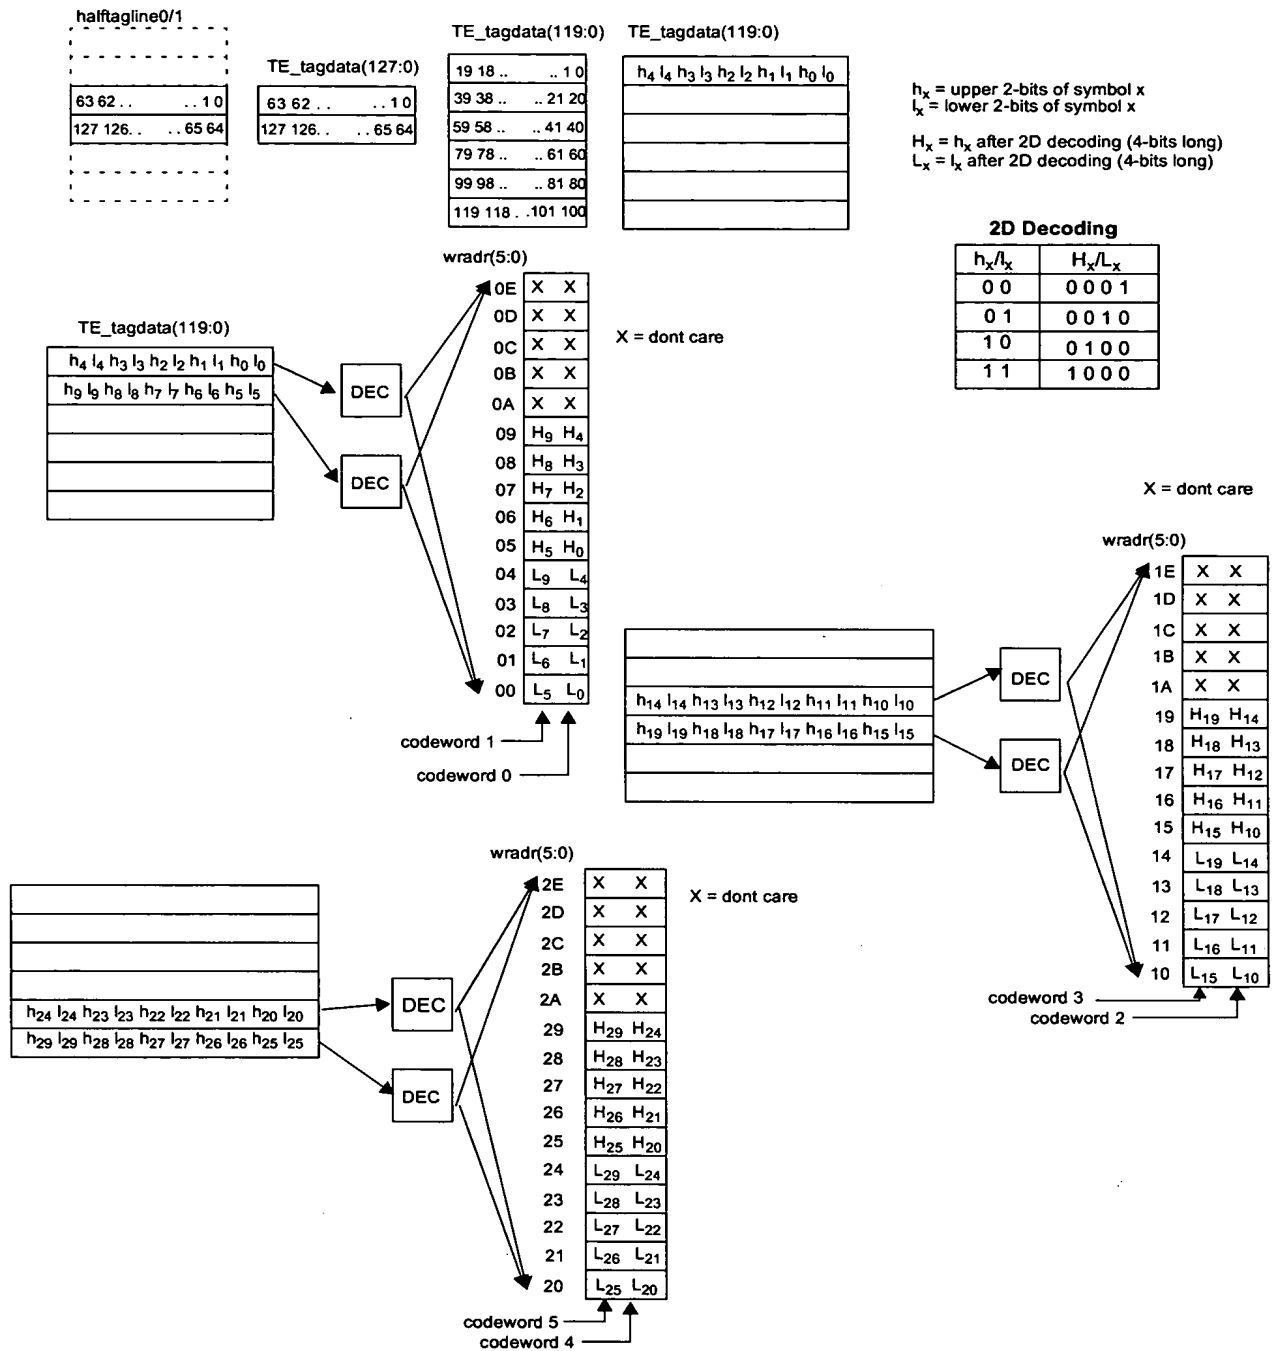 halftagline0/1
63 62 . . . . 1 0
127 126. . . . 65 64
TE_tagdata(127:0)
63 62 . . . . 1 0
127 126. . . . 65 64
TE_tagdata(119:0)
19 18 .. .. 1 0
39 38 .. .. 21 20
59 58 .. .. 41 40
79 78 .. .. 61 60
99 98 .. .. 81 80
119 118 . . 101 100
TE_tagdata(119:0)
h4 l4 h3 l3 h2 l2 h1 l1 h0 l0
hx = upper 2-bits of symbol x
lx = lower 2-bits of symbol x
Hx = hx after 2D decoding (4-bits long)
Lx = lx after 2D decoding (4-bits long)
2D Decoding
hx/lx Hx/Lx
0 0 0 0 0 1
0 1 0 0 1 0
1 0 0 1 0 0
1 1 1 0 0 0
TE_tagdata(119:0)
h4 l4 h3 l3 h2 l2 h1 l1 h0 l0
h9 l9 h8 l8 h7 l7 h6 l6 h5 l5
DEC
DEC
wradr(5:0)
0E X X
0D X X
0C X X
0B X X
0A X X
09 H9 H4
08 H8 H3
07 H7 H2
06 H6 H1
05 H5 H0
04 L9 L4
03 L8 L3
02 L7 L2
01 L6 L1
00 L5 L0
X = dont care
codeword 1
codeword 0
h14 l14 h13 l13 h12 l12 h11 l11 h10 l10
h19 l19 h18 l18 h17 l17 h16 l16 h15 l15
DEC
DEC
X = dont care
wradr(5:0)
1E X X
1D X X
1C X X
1B X X
1A X X
19 H19 H14
18 H18 H13
17 H17 H12
16 H16 H11
15 H15 H10
14 L19 L14
13 L18 L13
12 L17 L12
11 L16 L11
10 L15 L10
codeword 3
codeword 2
h24 l24 h23 l23 h22 l22 h21 l21 h20 l20
h29 l29 h28 l28 h27 l27 h26 l26 h25 l25
DEC
DEC
wradr(5:0)
2E X X
2D X X
2C X X
2B X X
2A X X
29 H29 H24
28 H28 H23
27 H27 H22
26 H26 H21
25 H25 H20
24 L29 L24
23 L28 L23
22 L27 L22
21 L26 L21
20 L25 L20
X = dont care
codeword 5
codeword 4